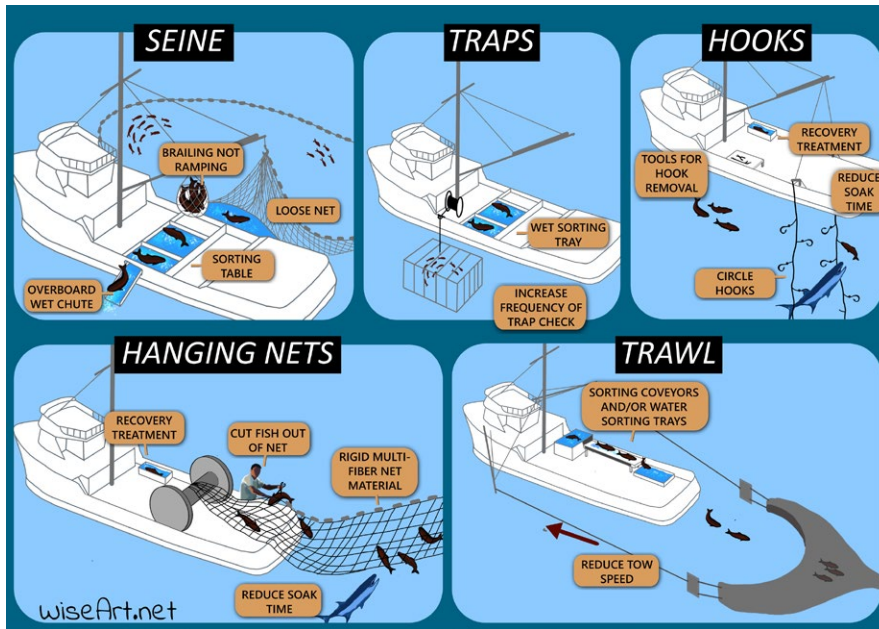 SEINE
BRAILING NOT
RAMPING
LOOSE NET
SORTING
TABLE
OVERBOARD
WET CHUTE
TRAPS
WET SORTING
TRAY
INCREASE
FREQUENCY OF
TRAP CHECK
HOOKS
RECOVERY
TREATMENT
TOOLS FOR
HOOK
REMOVAL
REDUCE
SOAK
TIME
CIRCLE
HOOKS
HANGING NETS
RECOVERY
TREATMENT
CUT FISH OUT
OF NET
RIGID MULTI-
FIBER NET
MATERIAL
REDUCE SOAK
TIME
wiseArt.net
TRAWL
SORTING COVEYORS
AND/OR WATER
SORTING TRAYS
REDUCE TOW
SPEED